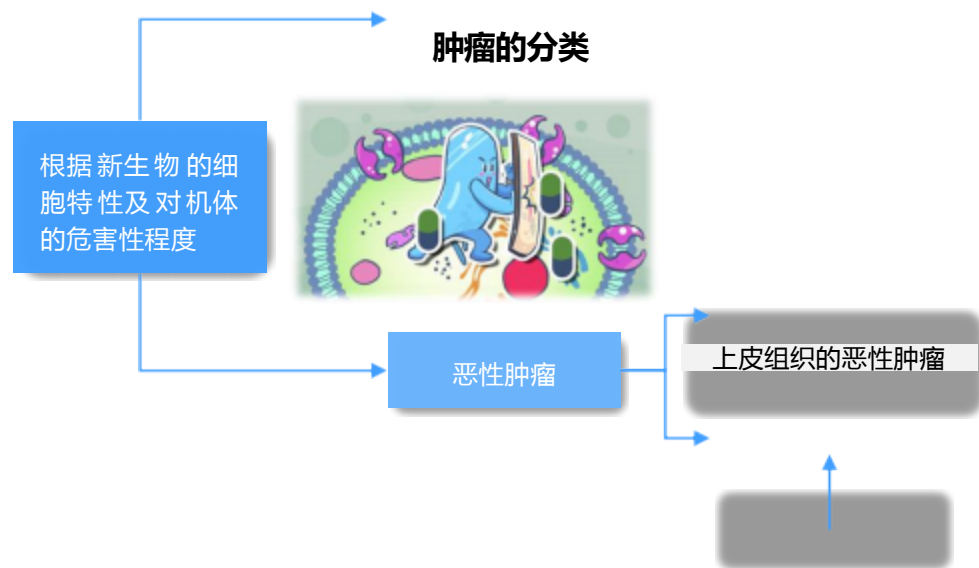 肿瘤的分类
根据新生物的细
胞特性及对机体
的危害性程度
恶性肿瘤
上皮组织的恶性肿瘤